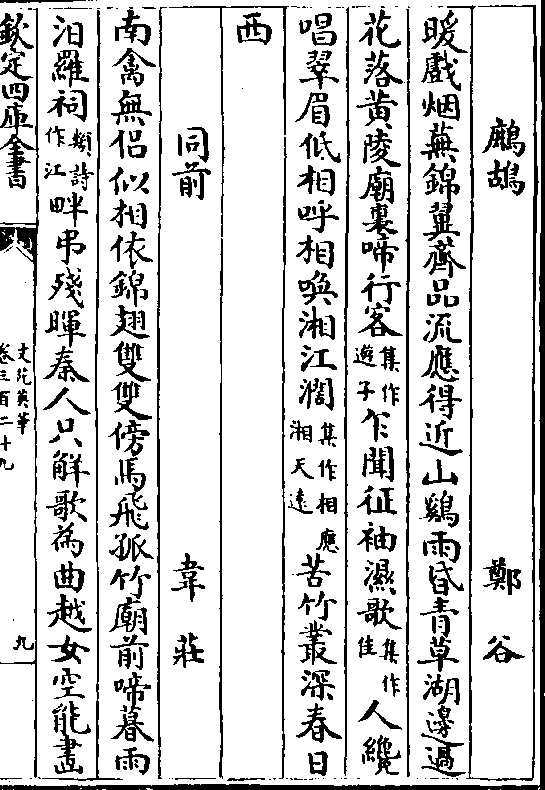 鷓鴣　鄭谷
暖戲烟蕪錦翼齊品流應得近山鷄雨昏青草湖邊過
花落黄陵廟裏啼行客集作遊子乍聞征袖濕歌集作佳人纔
唱翠眉低相呼相喚湘江濶集作相應湘天遠苦竹叢深春日
西
同前　韋莊
南禽無侣似相依錦翅雙雙傍馬飛孤竹廟前啼暮雨
汨羅祠類詩作江畔弔殘暉秦人只解歌為曲越女空能畫
欽定四庫全書
文苑英華
卷三百二十九
九